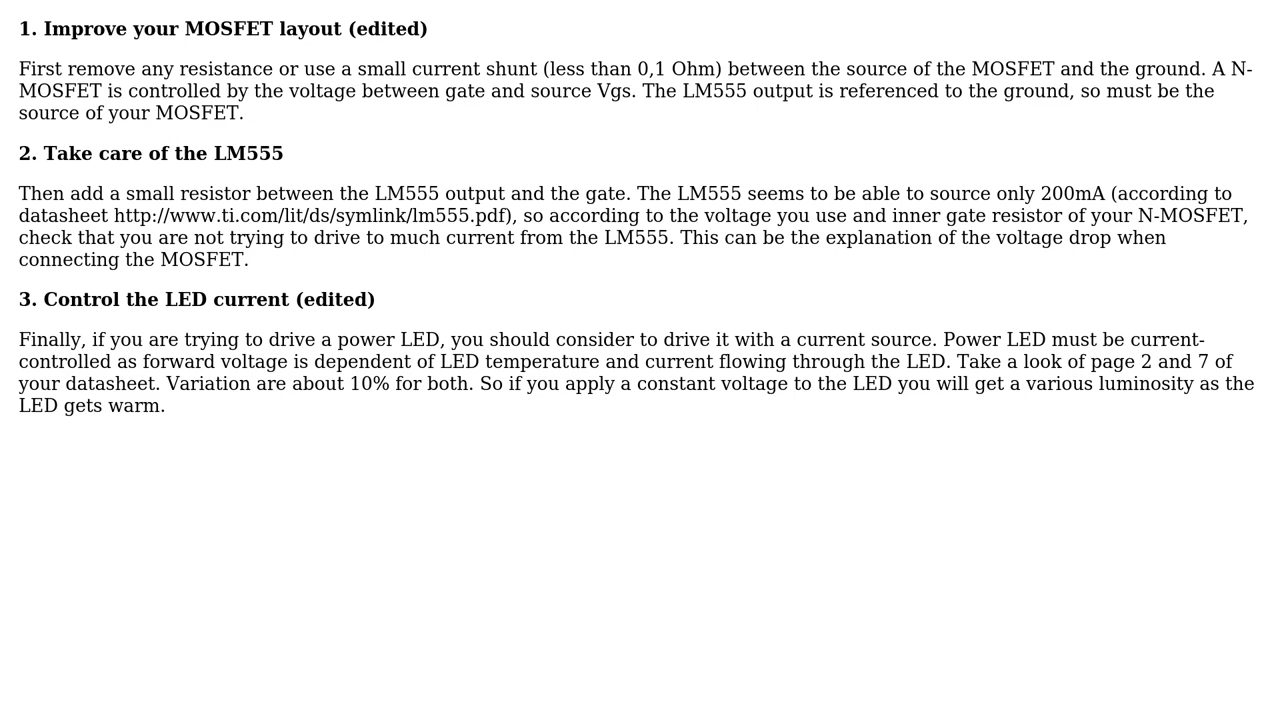 1. Improve your MOSFET layout (edited)
First remove any resistance or use a small current shunt (less than 0,1 Ohm) between the source of the MOSFET and the ground. A N-
MOSFET is controlled by the voltage between gate and source Vgs. The LM555 output is referenced to the ground, so must be the
source of your MOSFET.
2. Take care of the LM555
Then add a small resistor between the LM555 output and the gate. The LM555 seems to be able to source only 200mA (according to
datasheet http://www.ti.com/lit/ds/symlink/lm555.pdf), so according to the voltage you use and inner gate resistor of your N-MOSFET,
check that you are not trying to drive to much current from the LM555. This can be the explanation of the voltage drop when
connecting the MOSFET.
3. Control the LED current (edited)
Finally, if you are trying to drive a power LED, you should consider to drive it with a current source. Power LED must be current-
controlled as forward voltage is dependent of LED temperature and current flowing through the LED. Take a look of page 2 and 7 of
your datasheet. Variation are about 10% for both. So if you apply a constant voltage to the LED you will get a various luminosity as the
LED gets warm.